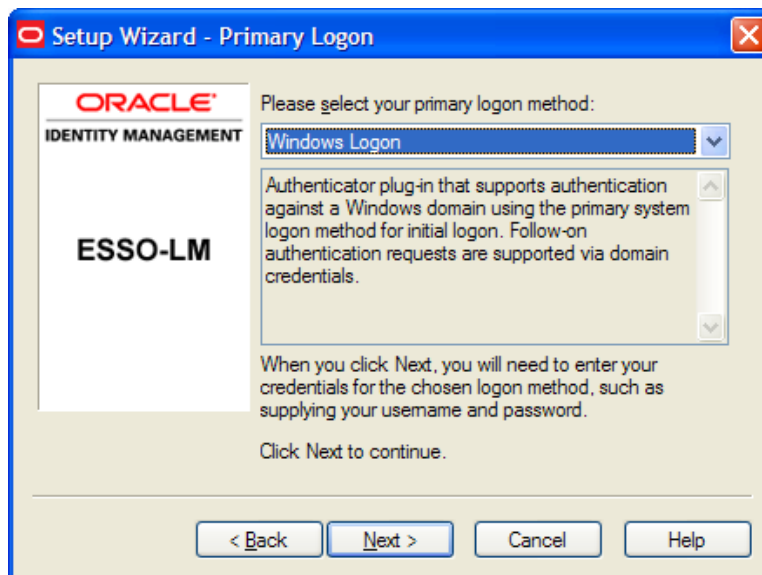 Setup Wizard - Primary Logon
ORACLE'
IDENTITY MANAGEMENT
ESSO-LM
Please select your primary logon method:
Windows Logon
Authenticator plug-in that supports authentication
against a Windows domain using the primary system
logon method for initial logon. Follow-on
authentication requests are supported via domain
credentials.
When you click Next, you will need to enter your
credentials for the chosen logon method, such as
supplying your username and password.
Click Next to continue.
< Back
Next >
Cancel
Help